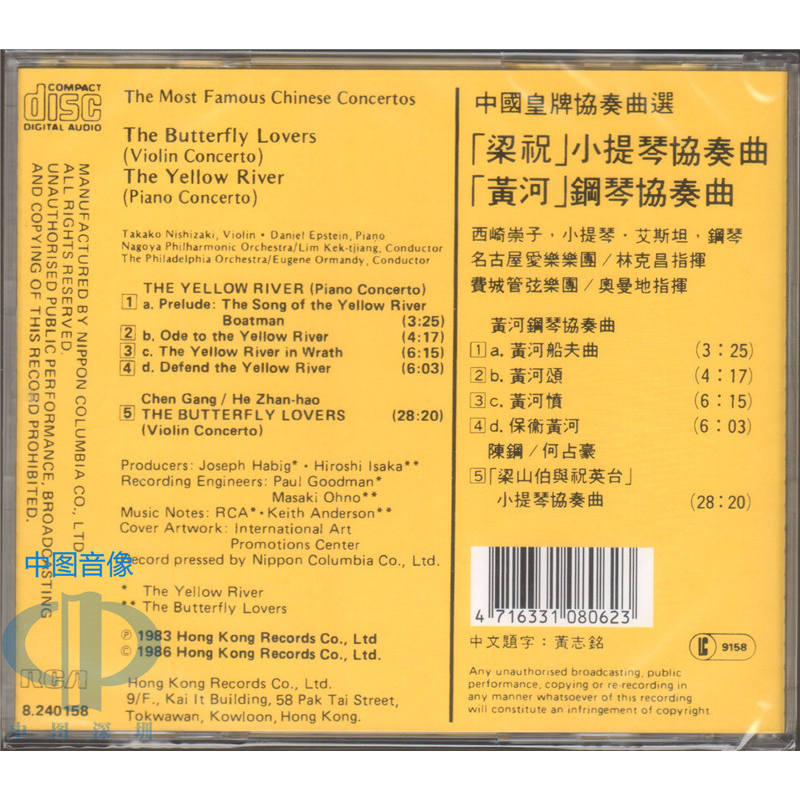 COMPACT
disc
DIGITAL AUDIO
The Most Famous Chinese Concertos
The Butterfly Lovers
(Violin Concerto)
The Yellow River
(Piano Concerto)
Takako Nishizaki, Violin • Daniel Epstein, Piano
Nagoya Philharmonic Orchestra/Lim Kek-tjiang, Conductor
The Philadelphia Orchestra/Eugene Ormandy, Conductor
THE YELLOW RIVER (Piano Concerto)
1 a. Prelude: The Song of the Yellow River
Boatman (3:25)
2 b. Ode to the Yellow River (4:17)
3 c. The Yellow River in Wrath (6:15)
4 d. Defend the Yellow River (6:03)
Chen Gang/He Zhan-hao
5 THE BUTTERFLY LOVERS (28:20)
(Violin Concerto)
Producers: Joseph Habig* • Hiroshi Isaka**
Recording Engineers: Paul Goodman*
Masaki Ohno**
Music Notes: RCA* • Keith Anderson**
Cover Artwork: International Art
Promotions Center
Record pressed by Nippon Columbia Co., Ltd.
* The Yellow River
** The Butterfly Lovers
℗ 1983 Hong Kong Records Co., Ltd
© 1986 Hong Kong Records Co., Ltd.
Hong Kong Records Co., Ltd.
9/F., Kai It Building, 58 Pak Tai Street,
Tokwawan, Kowloon, Hong Kong.
MANUFACTURED BY NIPPON COLUMBIA CO., LTD.
ALL RIGHTS RESERVED.
UNAUTHORISED PUBLIC PERFORMANCE, BROADCASTING
AND COPYING OF THIS RECORD PROHIBITED.
中图音像
RCA
8.240158
中图深圳
中國皇牌協奏曲選
「梁祝」小提琴協奏曲
「黃河」鋼琴協奏曲
西崎崇子，小提琴・艾斯坦，鋼琴
名古屋愛樂樂團/林克昌指揮
費城管弦樂團/奧曼地指揮
黃河鋼琴協奏曲
1 a. 黃河船夫曲 (3:25)
2 b. 黃河頌 (4:17)
3 c. 黃河憤 (6:15)
4 d. 保衞黃河 (6:03)
陳鋼/何占豪
5 「梁山伯與祝英台」
小提琴協奏曲 (28:20)
4 716331 080623
中文題字：黃志銘
LC 9158
Any unauthorised broadcasting, public
performance, copying or re-recording in
any manner whatsoever of this recording
will constitute an infringement of copyright.